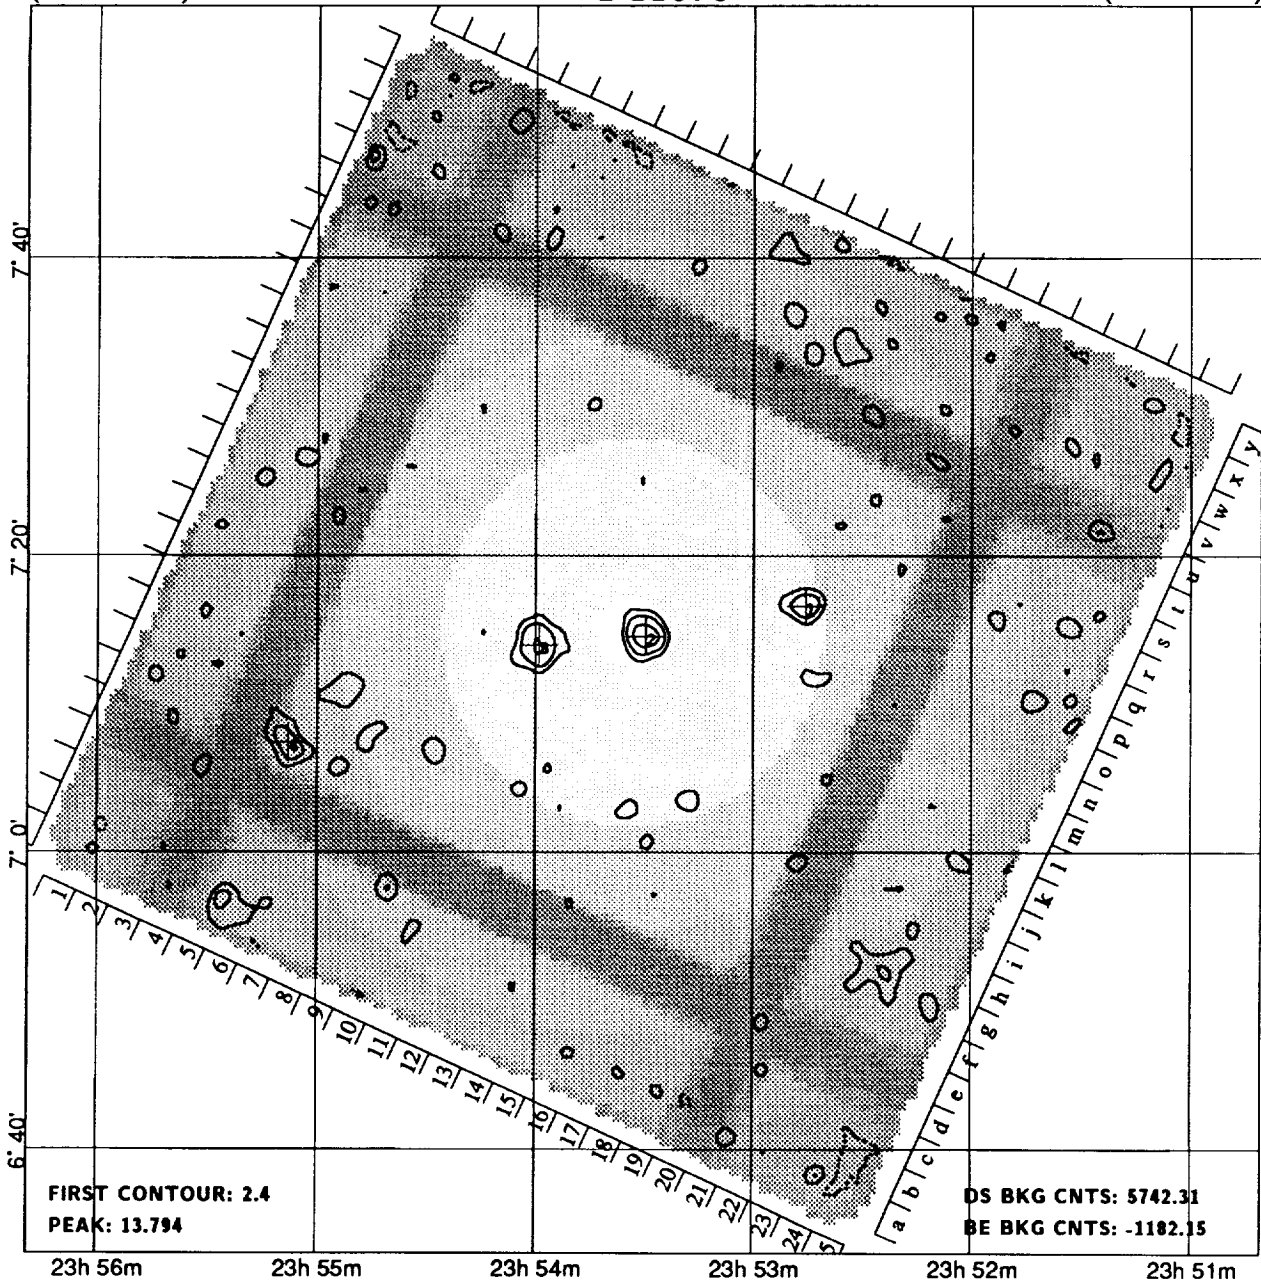 7° 40'
7° 20'
7° 0'
6° 40'
y
x
w
v
u
t
s
r
q
p
o
n
m
l
k
j
i
h
g
f
e
d
c
b
a
1
2
3
4
5
6
7
8
9
10
11
12
13
14
15
16
17
18
19
20
21
22
23
24
FIRST CONTOUR: 2.4
PEAK: 13.794
DS BKG CNTS: 5742.31
BE BKG CNTS: -1182.15
23h 56m
23h 55m
23h 54m
23h 53m
23h 52m
23h 51m